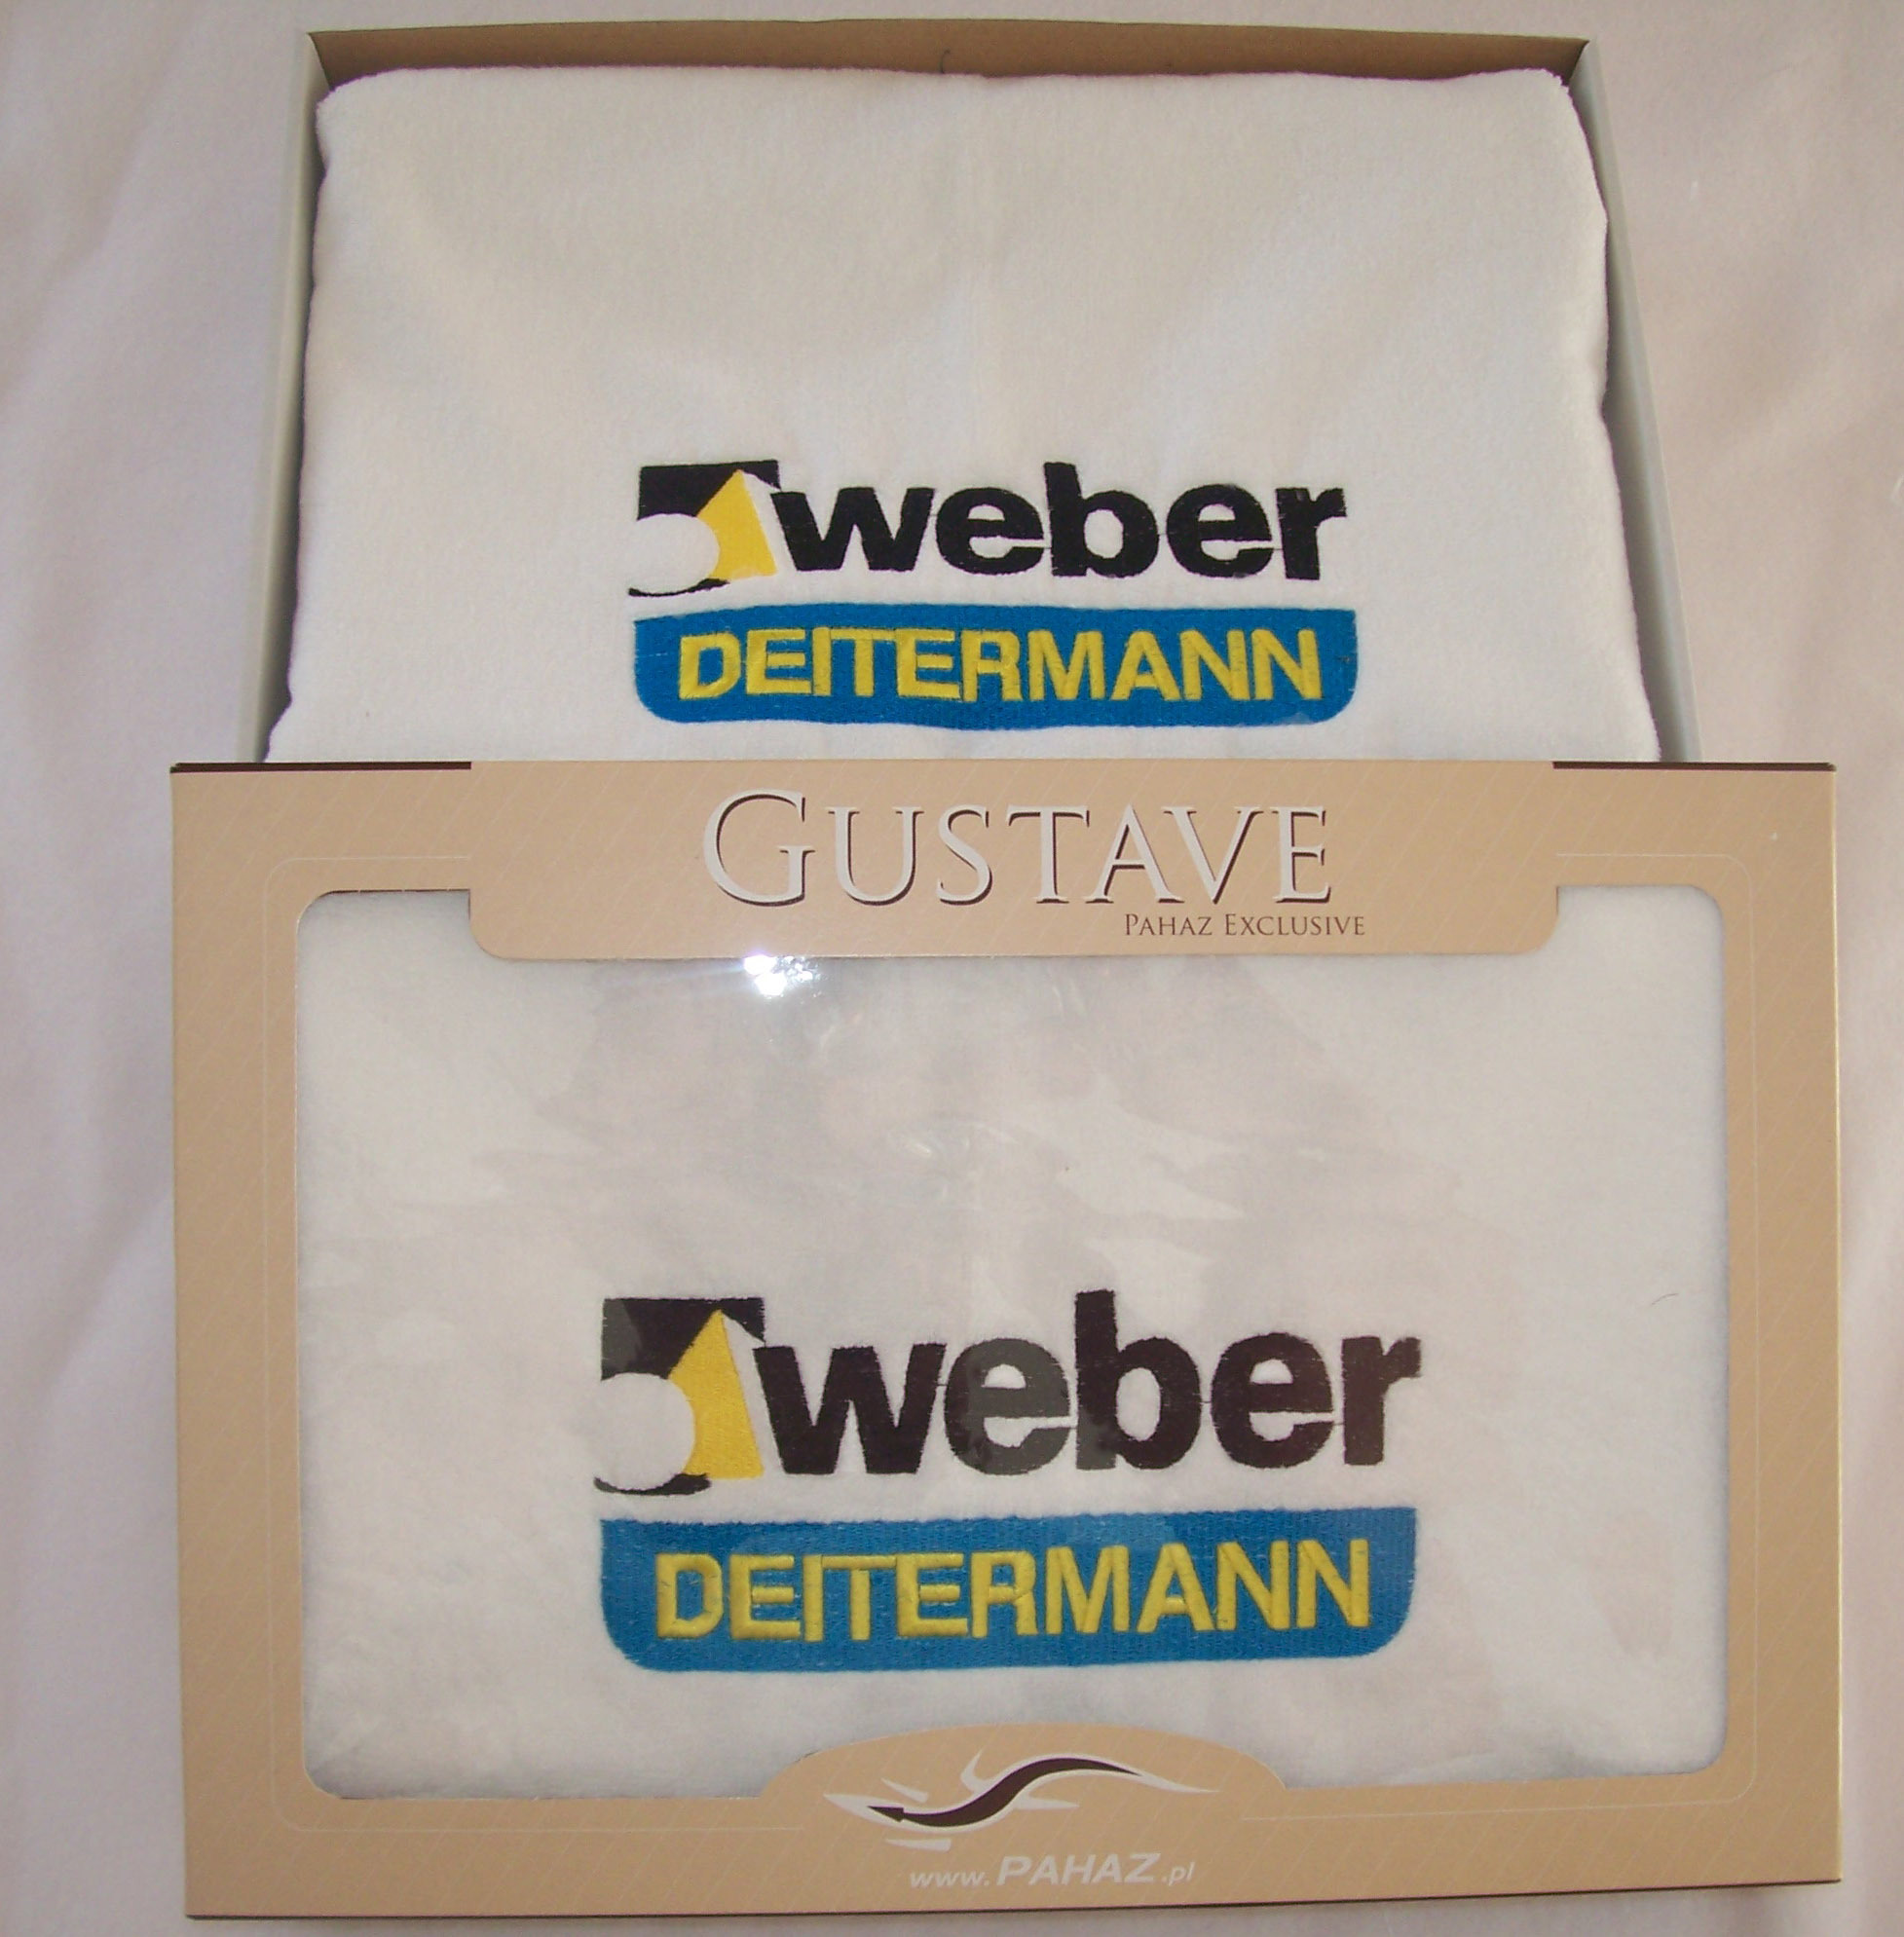 weber
DEITERMANN
GUSTAVE
PAHAZ EXCLUSIVE
weber
DEITERMANN
www.PAHAZ.pl